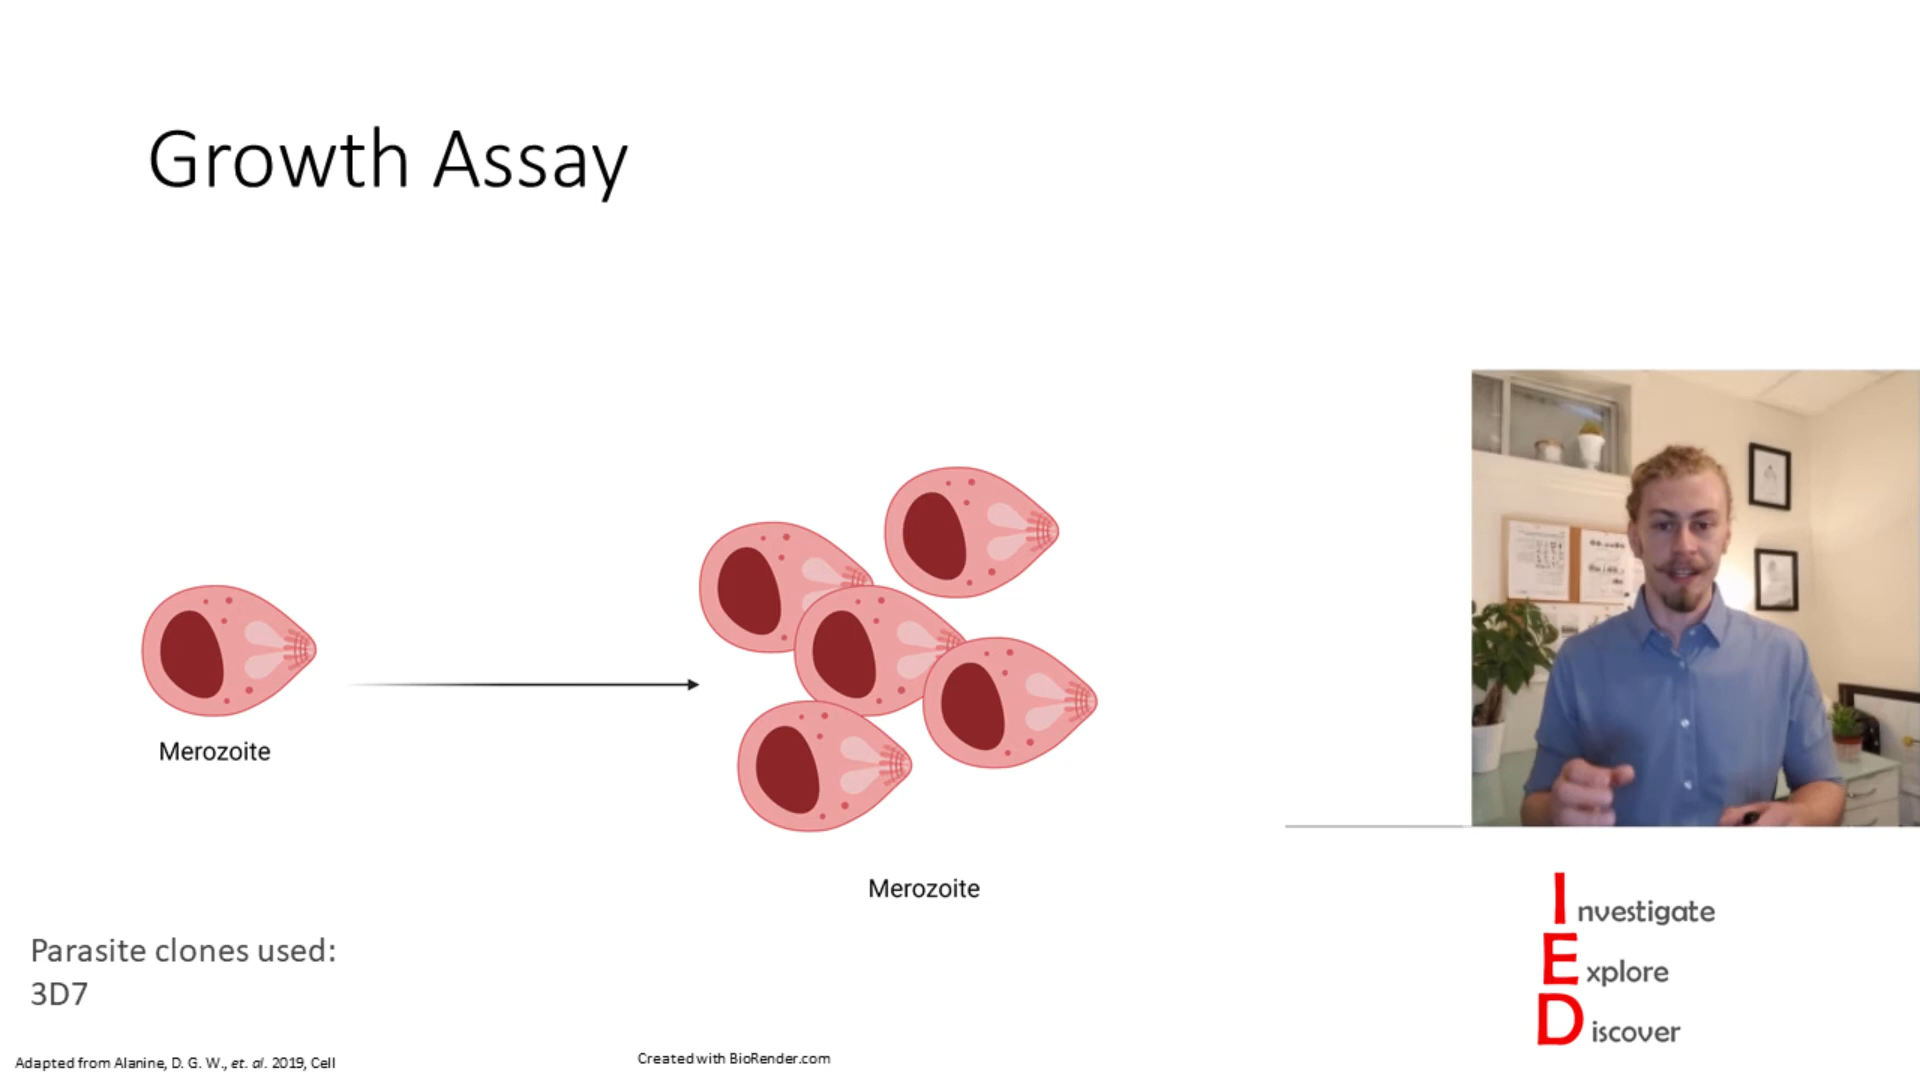 Growth Assay
Merozoite
Merozoite
Parasite clones used:
3D7
Adapted from Alanine, D. G. W., et. al. 2019, Cell
Created with BioRender.com
Investigate
Explore
Discover